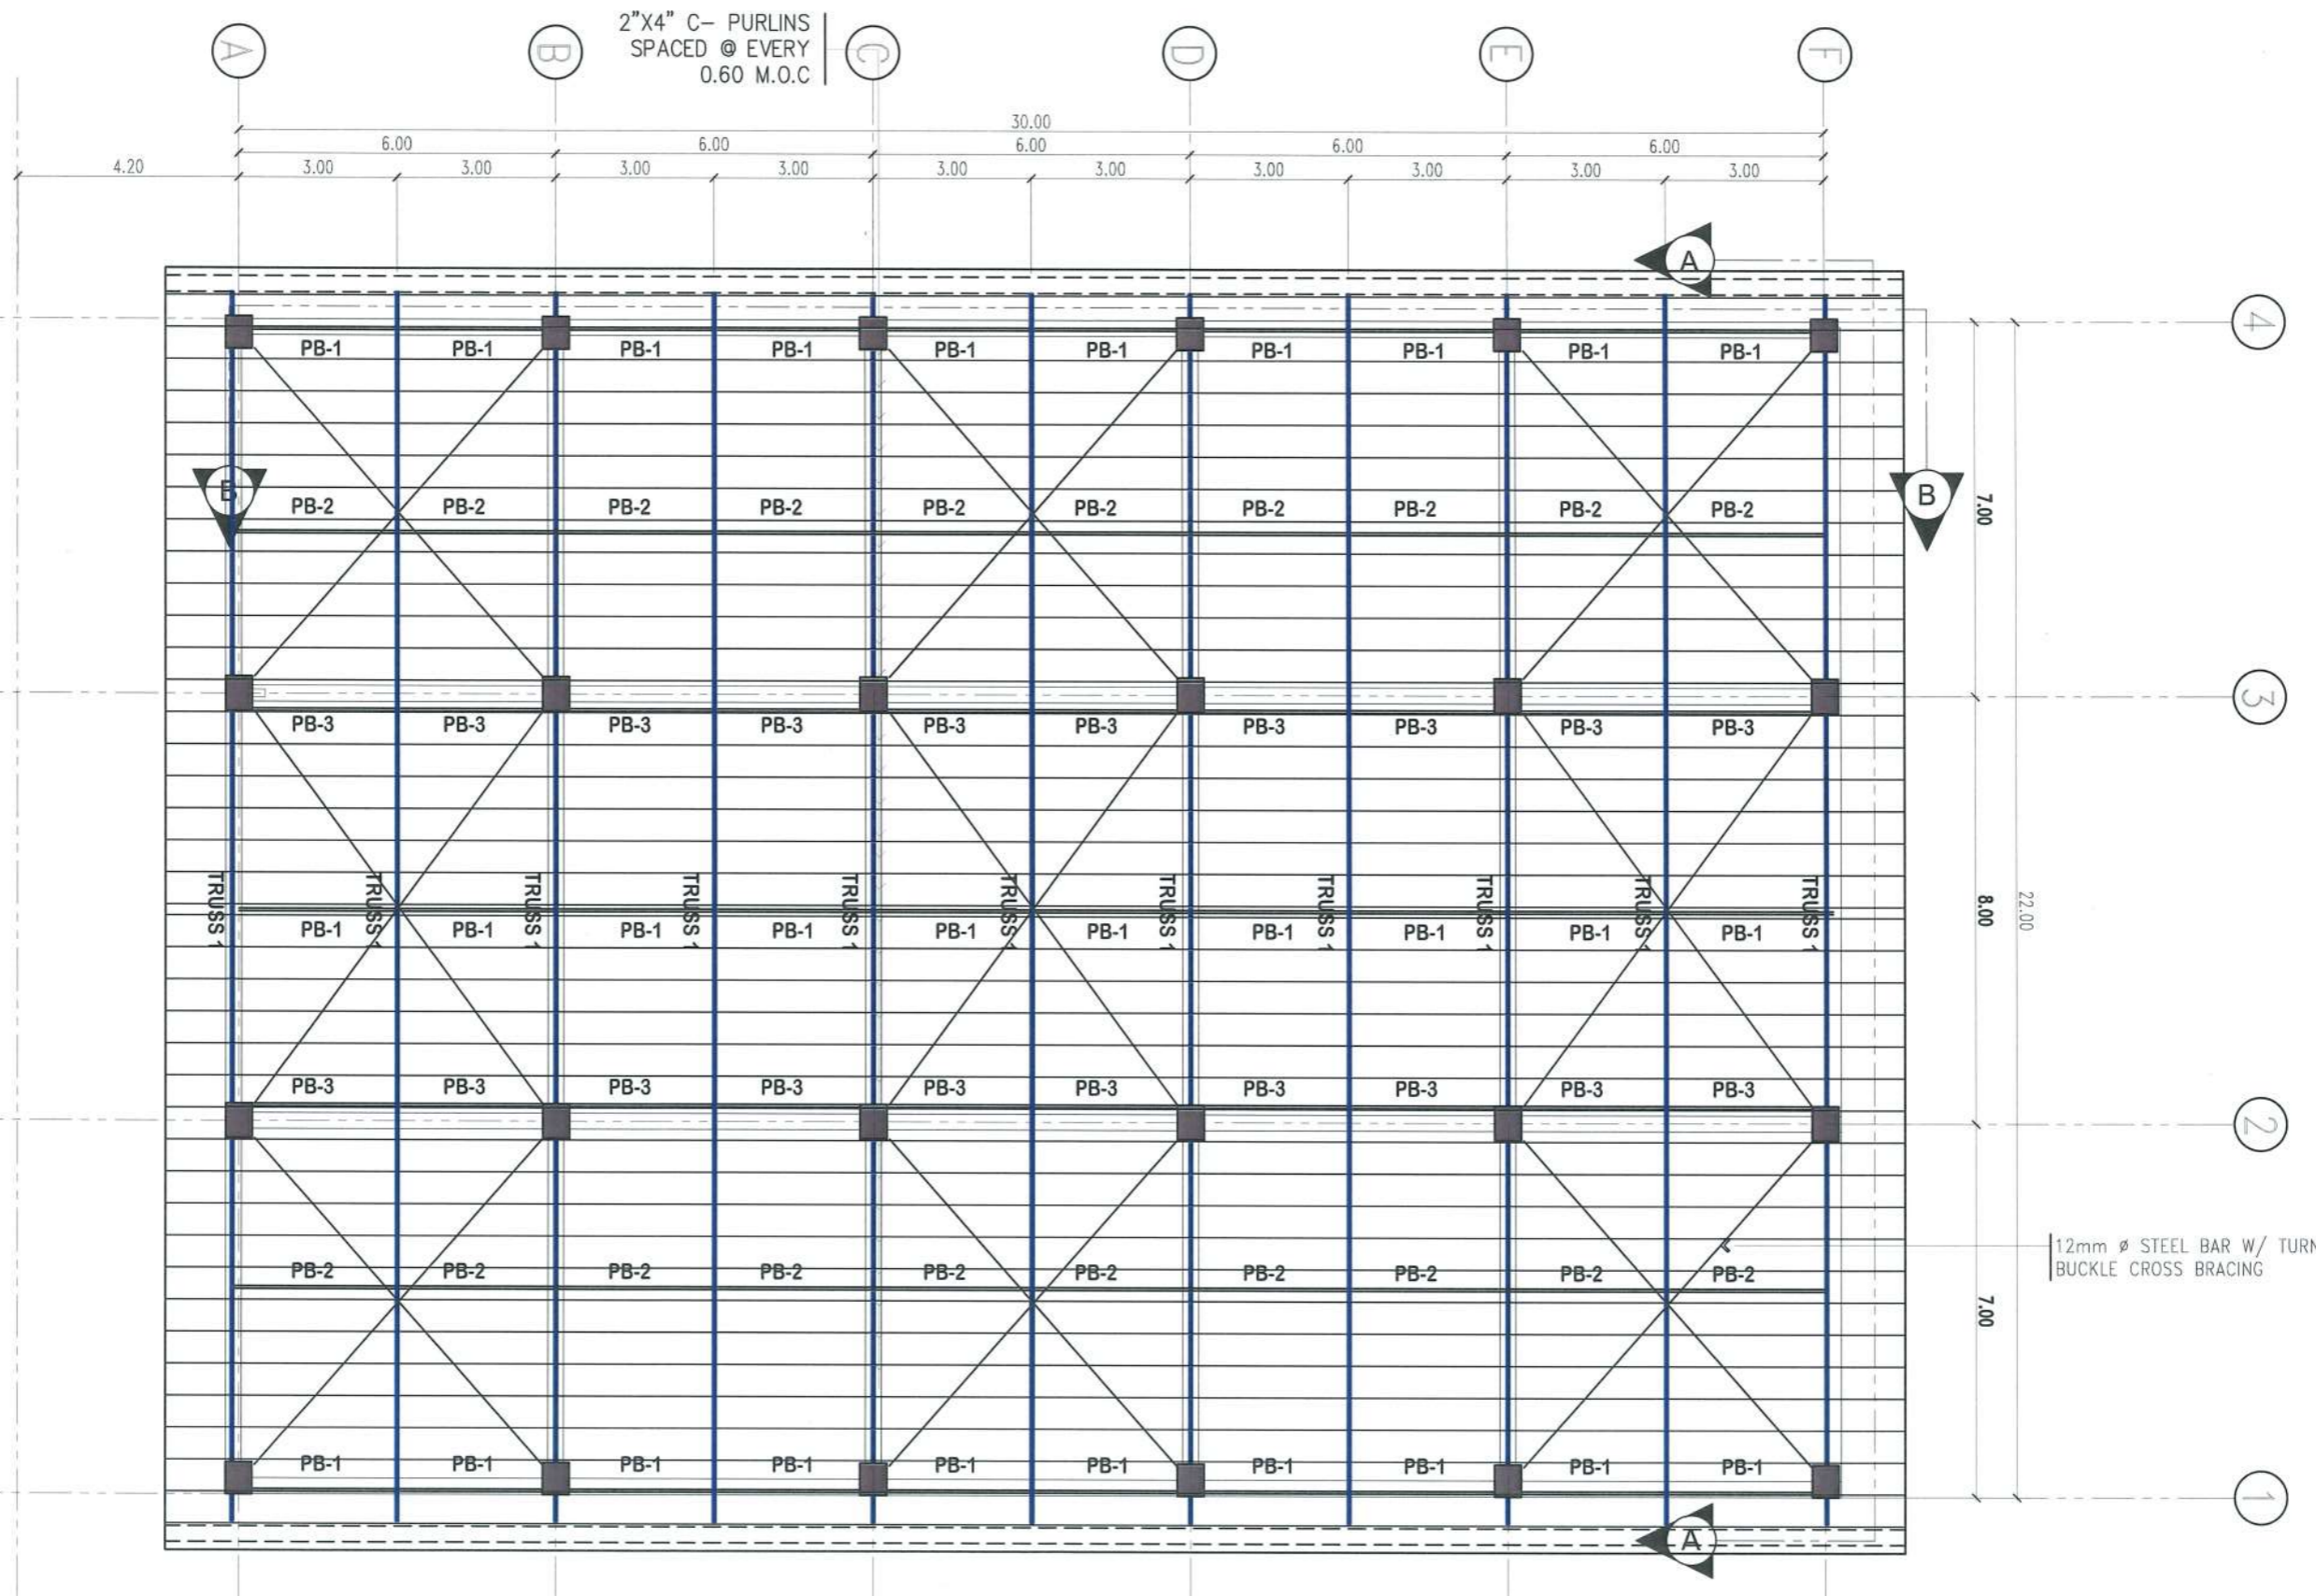 2"X4" C- PURLINS
SPACED @ EVERY
0.60 M.O.C
A B C D E F
30.00
6.00 6.00 6.00 6.00 6.00
4.20 3.00 3.00 3.00 3.00 3.00 3.00 3.00 3.00 3.00 3.00
A
4
PB-1 PB-1 PB-1 PB-1 PB-1 PB-1 PB-1 PB-1 PB-1 PB-1
B B
7.00
PB-2 PB-2 PB-2 PB-2 PB-2 PB-2 PB-2 PB-2 PB-2 PB-2
3
PB-3 PB-3 PB-3 PB-3 PB-3 PB-3 PB-3 PB-3 PB-3 PB-3
TRUSS 1 TRUSS 1 TRUSS 1 TRUSS 1 TRUSS 1 TRUSS 1 TRUSS 1 TRUSS 1 TRUSS 1 TRUSS 1 TRUSS 1
8.00
22.00
PB-1 PB-1 PB-1 PB-1 PB-1 PB-1 PB-1 PB-1 PB-1 PB-1
PB-3 PB-3 PB-3 PB-3 PB-3 PB-3 PB-3 PB-3 PB-3 PB-3
2
12mm ø STEEL BAR W/ TURN
BUCKLE CROSS BRACING
PB-2 PB-2 PB-2 PB-2 PB-2 PB-2 PB-2 PB-2 PB-2 PB-2
7.00
PB-1 PB-1 PB-1 PB-1 PB-1 PB-1 PB-1 PB-1 PB-1 PB-1
1
A